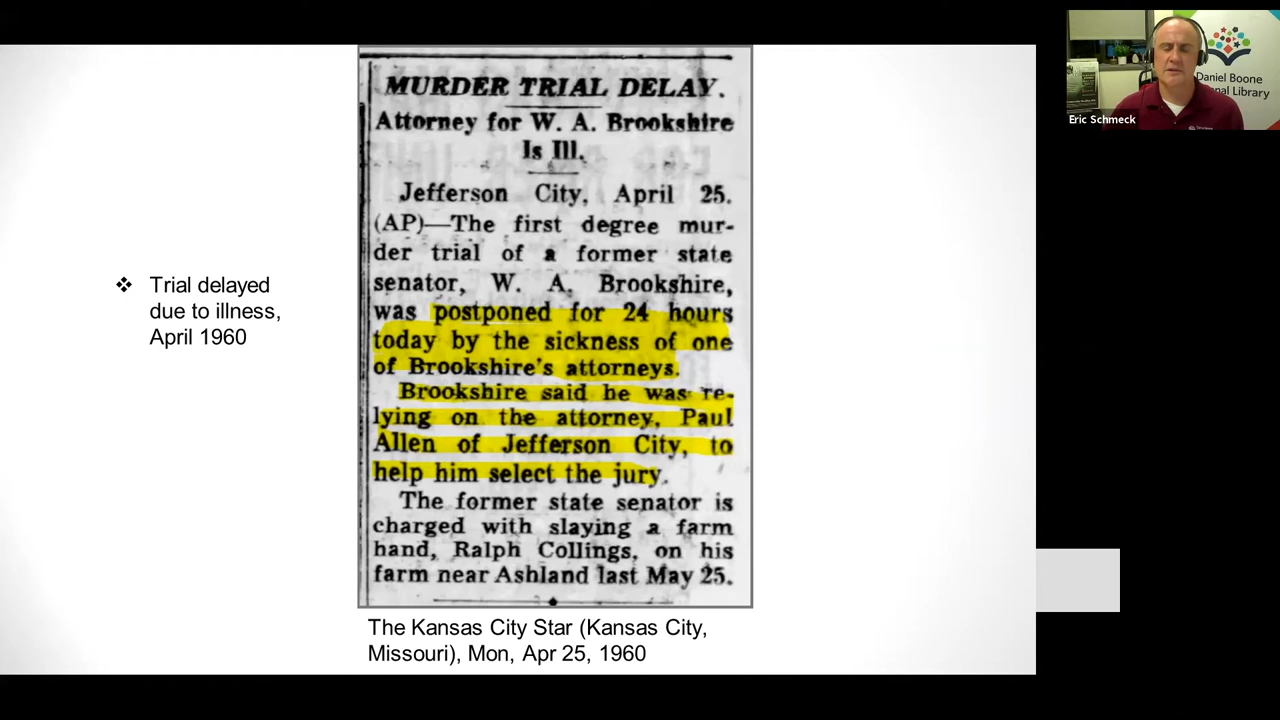 ❖ Trial delayed
due to illness,
April 1960
MURDER TRIAL DELAY.
Attorney for W. A. Brookshire
Is Ill.
Jefferson City, April 25.
(AP)—The first degree mur-
der trial of a former state
senator, W. A. Brookshire,
was postponed for 24 hours
today by the sickness of one
of Brookshire's attorneys.
Brookshire said he was re-
lying on the attorney, Paul
Allen of Jefferson City, to
help him select the jury.
The former state senator is
charged with slaying a farm
hand, Ralph Collings, on his
farm near Ashland last May 25.
The Kansas City Star (Kansas City,
Missouri), Mon, Apr 25, 1960
Daniel Boone
onal Library
Eric Schmeck